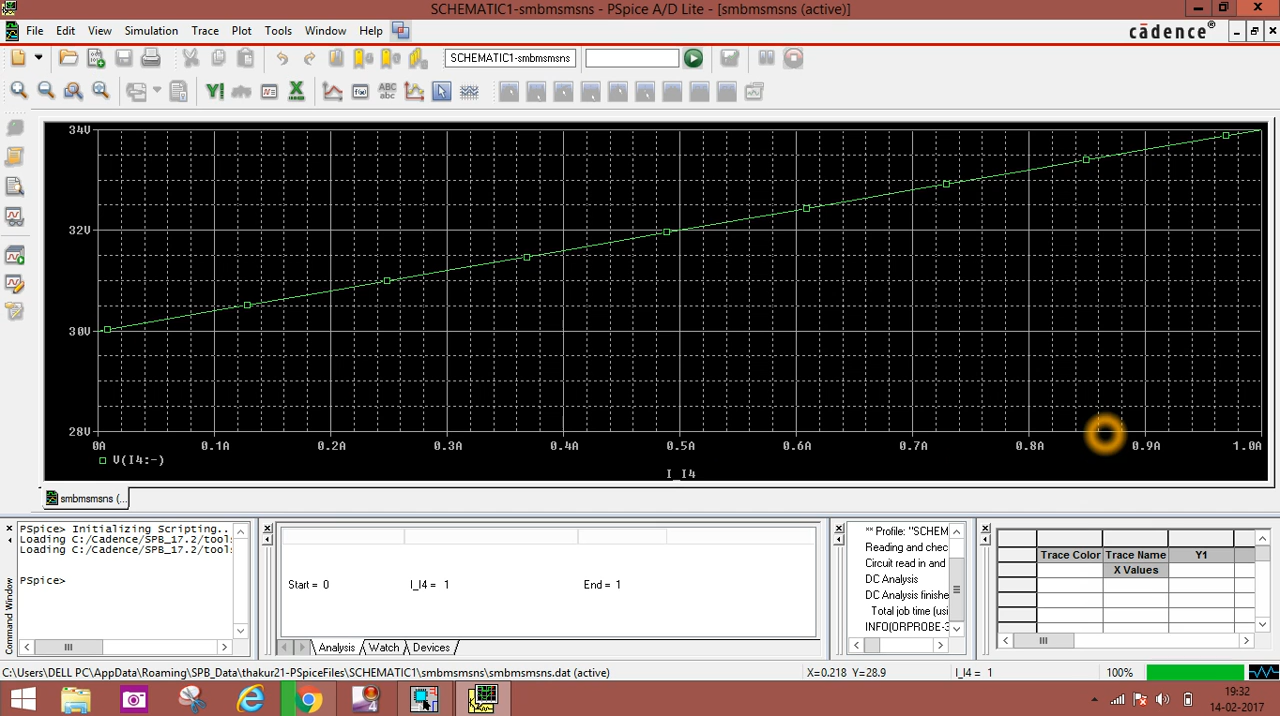 SCHEMATIC1-smbmsmsns - PSpice A/D Lite - [smbmsmsns (active)]
File Edit View Simulation Trace Plot Tools Window Help
cādence®
SCHEMATIC1-smbmsmsns
34V
32V
30V
28V
0A 0.1A 0.2A 0.3A 0.4A 0.5A 0.6A 0.7A 0.8A 0.9A 1.0A
V(I4:-)
I_I4
smbmsmsns (...
Command Window
PSpice> Initializing Scripting..
Loading C:/Cadence/SPB_17.2/tool
Loading C:/Cadence/SPB_17.2/tool
PSpice>
Start = 0 I_I4 = 1 End = 1
Analysis Watch Devices
** Profile: "SCHEM
Reading and chec
Circuit read in and
DC Analysis
DC Analysis finishe
Total job time (usi
INFO(ORPROBE-3
Trace Color Trace Name Y1
X Values
C:\Users\DELL PC\AppData\Roaming\SPB_Data\thakur21-PSpiceFiles\SCHEMATIC1\smbmsmsns\smbmsmsns.dat (active) X=0.218 Y=28.9 I_I4 = 1 100%
19:32
14-02-2017